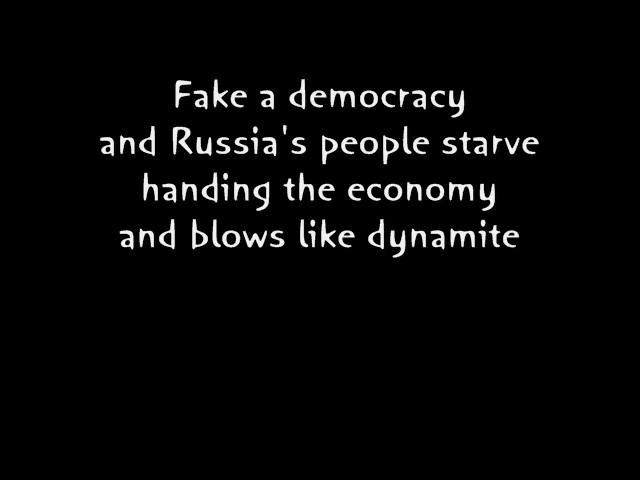 Fake a democracy
and Russia's people starve
handing the economy
and blows like dynamite